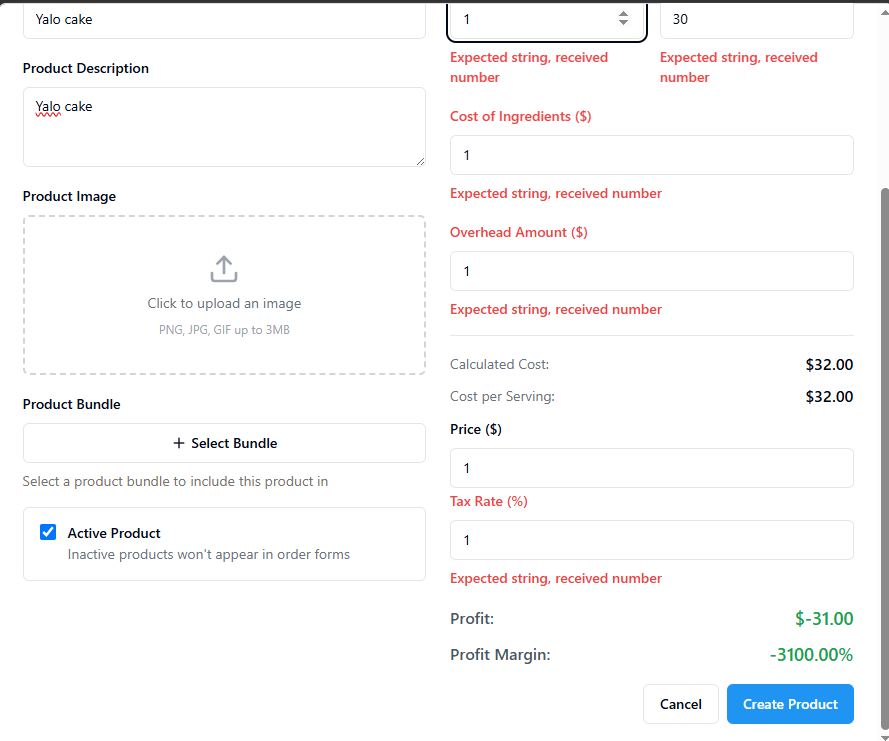 Yalo cake
Product Description
Yalo cake
Product Image
Click to upload an image
PNG, JPG, GIF up to 3MB
Product Bundle
+ Select Bundle
Select a product bundle to include this product in
Active Product
Inactive products won't appear in order forms
1
30
Expected string, received
number
Expected string, received
number
Cost of Ingredients ($)
1
Expected string, received number
Overhead Amount ($)
1
Expected string, received number
Calculated Cost: $32.00
Cost per Serving: $32.00
Price ($)
1
Tax Rate (%)
1
Expected string, received number
Profit: $-31.00
Profit Margin: -3100.00%
Cancel
Create Product